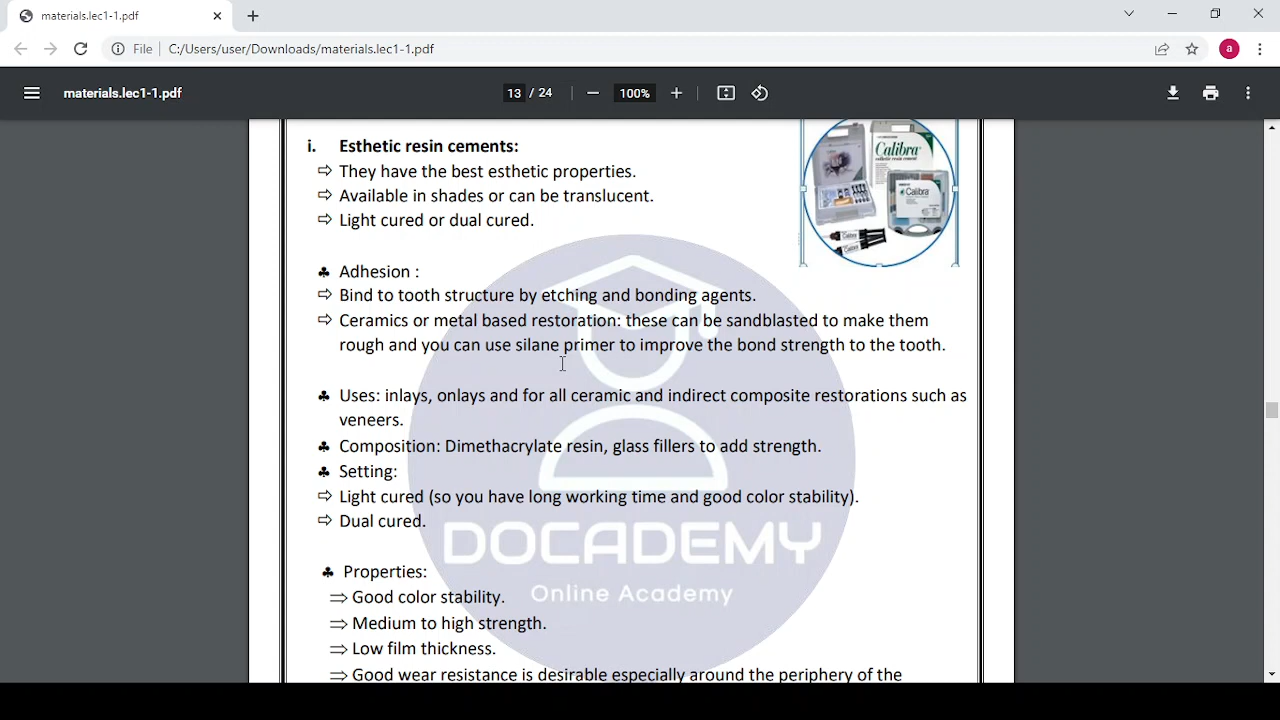 materials.lec1-1.pdf
File
C:/Users/user/Downloads/materials.lec1-1.pdf
a
materials.lec1-1.pdf
13 / 24
100%
i. Esthetic resin cements:
⇨ They have the best esthetic properties.
⇨ Available in shades or can be translucent.
⇨ Light cured or dual cured.
Calibra
esthetic resin cement
Calibra
♣ Adhesion :
⇨ Bind to tooth structure by etching and bonding agents.
⇨ Ceramics or metal based restoration: these can be sandblasted to make them
rough and you can use silane primer to improve the bond strength to the tooth.
♣ Uses: inlays, onlays and for all ceramic and indirect composite restorations such as
veneers.
♣ Composition: Dimethacrylate resin, glass fillers to add strength.
♣ Setting:
⇨ Light cured (so you have long working time and good color stability).
⇨ Dual cured.
DOCADEMY
Online Academy
♣ Properties:
⇒ Good color stability.
⇒ Medium to high strength.
⇒ Low film thickness.
⇒ Good wear resistance is desirable especially around the periphery of the